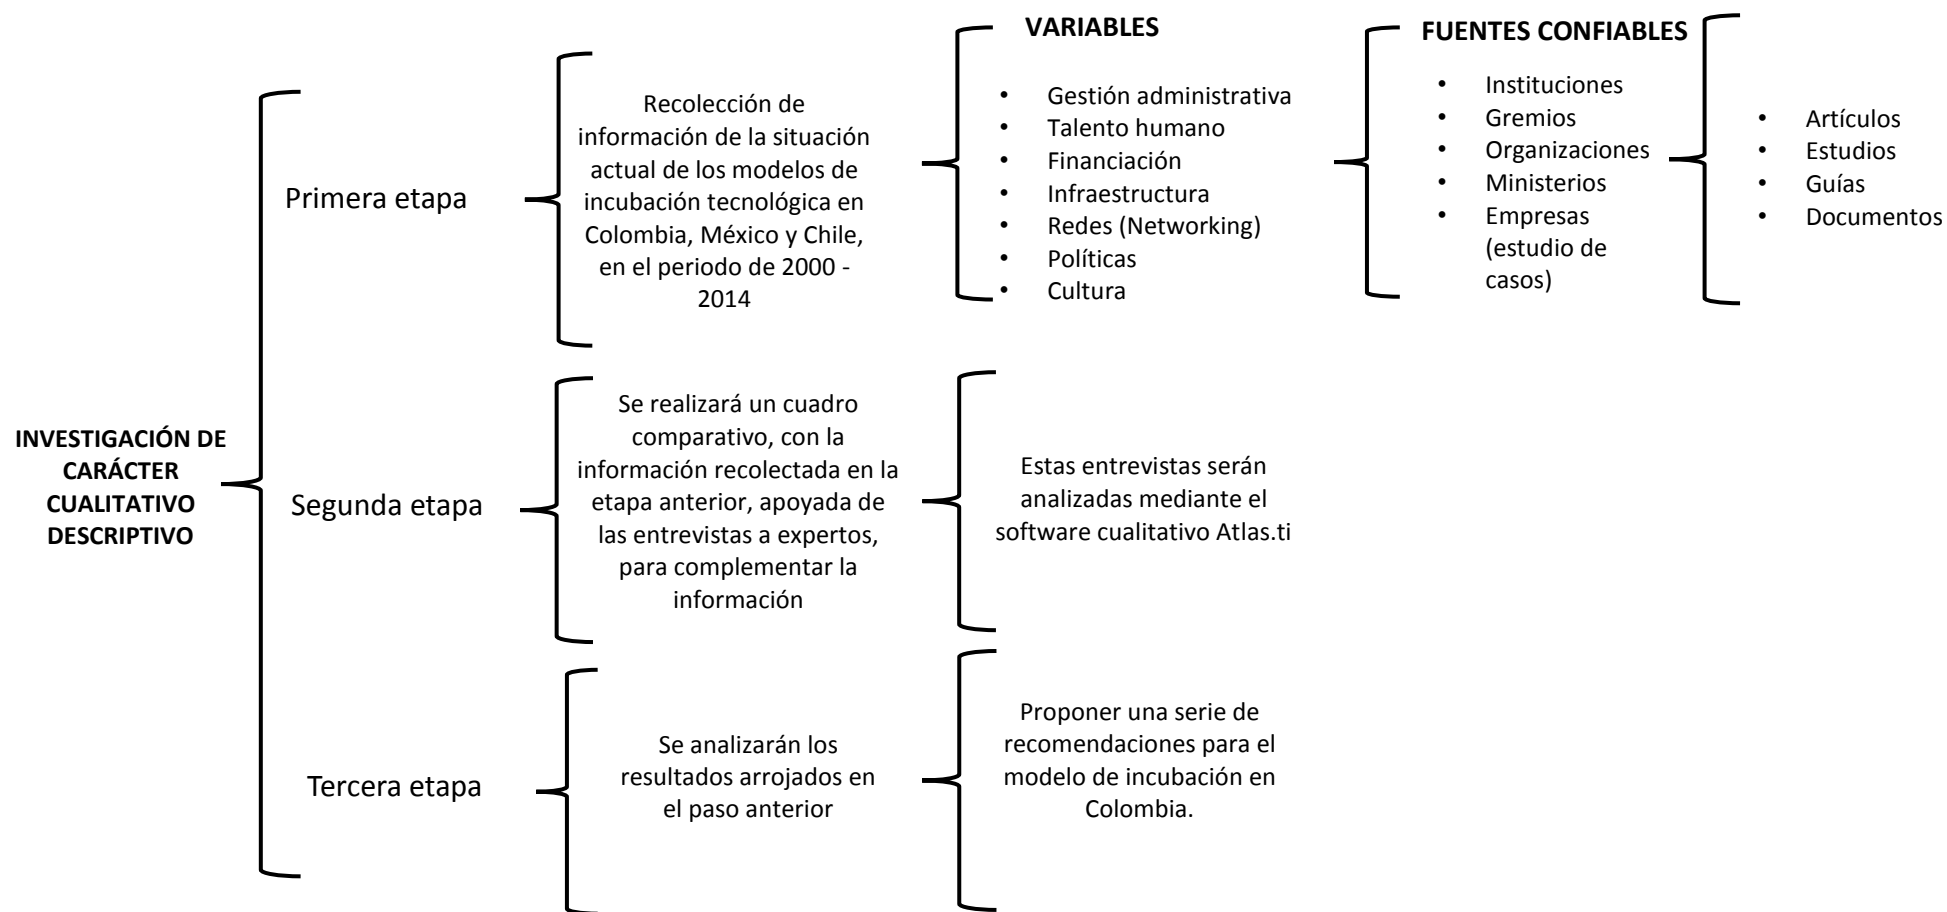 INVESTIGACIÓN DE
CARÁCTER
CUALITATIVO
DESCRIPTIVO
Primera etapa
Recolección de
información de la situación
actual de los modelos de
incubación tecnológica en
Colombia, México y Chile,
en el periodo de 2000 -
2014
VARIABLES
• Gestión administrativa
• Talento humano
• Financiación
• Infraestructura
• Redes (Networking)
• Políticas
• Cultura
FUENTES CONFIABLES
• Instituciones
• Gremios
• Organizaciones
• Ministerios
• Empresas
(estudio de
casos)
• Artículos
• Estudios
• Guías
• Documentos
Segunda etapa
Se realizará un cuadro
comparativo, con la
información recolectada en la
etapa anterior, apoyada de
las entrevistas a expertos,
para complementar la
información
Estas entrevistas serán
analizadas mediante el
software cualitativo Atlas.ti
Tercera etapa
Se analizarán los
resultados arrojados en
el paso anterior
Proponer una serie de
recomendaciones para el
modelo de incubación en
Colombia.